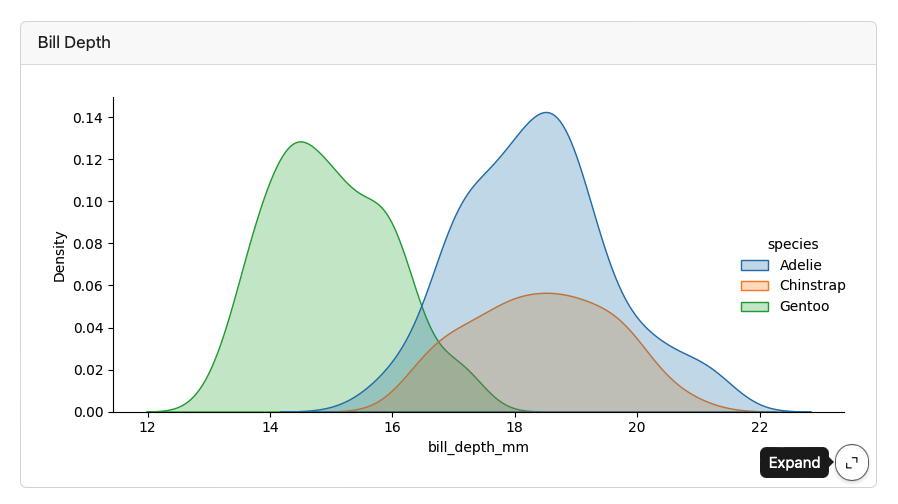 Bill Depth
0.14
0.12
0.10
0.08
0.06
0.04
0.02
0.00
Density
12 14 16 18 20 22
bill_depth_mm
species
Adelie
Chinstrap
Gentoo
Expand